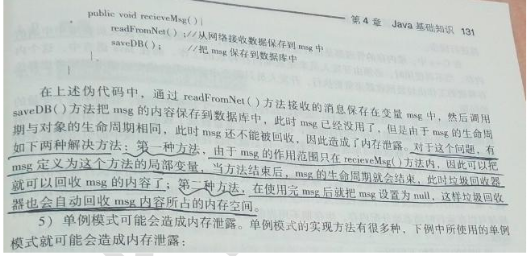 第 4 章 Java 基础知识 131
public void recieveMsg(){
readFromNet();//从网络接收数据保存到 msg 中
saveDB(); //把 msg 保存到数据库中
}
在上述伪代码中，通过 readFromNet()方法接收的消息保存在变量 msg 中，然后调用
saveDB()方法把 msg 的内容保存到数据库中，此时 msg 已经没用了，但是由于 msg 的生命周
期与对象的生命周期相同，此时 msg 还不能被回收，因此造成了内存泄露。对于这个问题，有
如下两种解决方法：第一种方法，由于 msg 的作用范围只在 recieveMsg()方法内，因此可以把
msg 定义为这个方法的局部变量，当方法结束后，msg 的生命周期就会结束，此时垃圾回收器
就可以回收 msg 的内容了；第二种方法，在使用完 msg 后就把 msg 设置为 null，这样垃圾回收
器也会自动回收 msg 内容所占的内存空间。
5）单例模式可能会造成内存泄露。单例模式的实现方法有很多种，下例中所使用的单例
模式就可能会造成内存泄露：